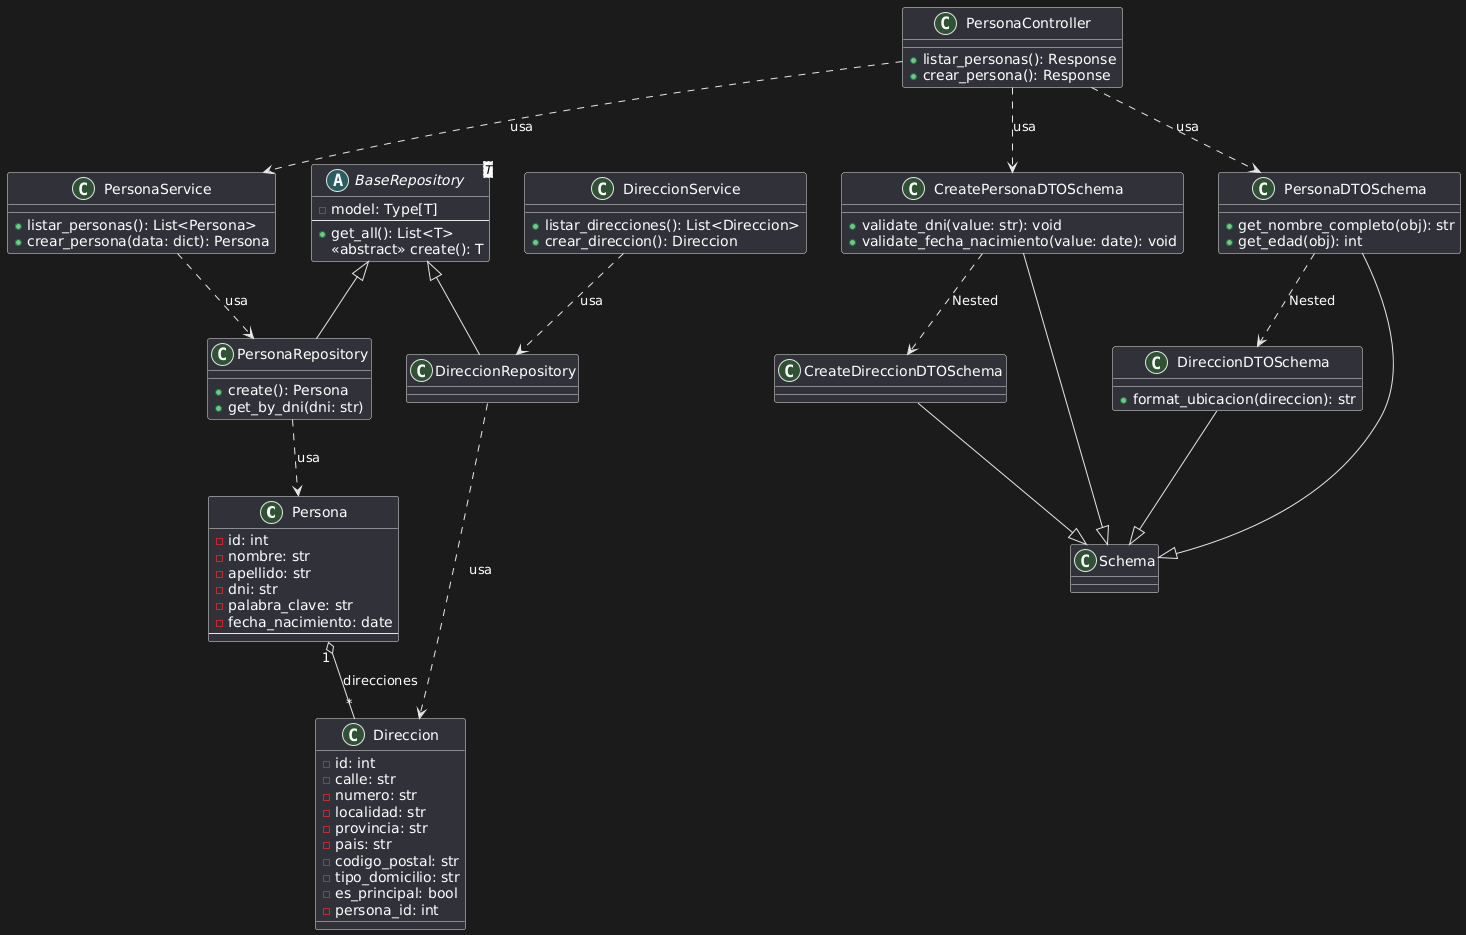 C PersonaController
listar_personas(): Response
crear_persona(): Response
usa
usa
usa
C PersonaService
listar_personas(): List<Persona>
crear_persona(data: dict): Persona
A BaseRepository
T
model: Type[T]
get_all(): List<T>
«abstract» create(): T
C DireccionService
listar_direcciones(): List<Direccion>
crear_direccion(): Direccion
C CreatePersonaDTOSchema
validate_dni(value: str): void
validate_fecha_nacimiento(value: date): void
C PersonaDTOSchema
get_nombre_completo(obj): str
get_edad(obj): int
usa
usa
Nested
Nested
C PersonaRepository
create(): Persona
get_by_dni(dni: str)
C DireccionRepository
C CreateDireccionDTOSchema
C DireccionDTOSchema
format_ubicacion(direccion): str
usa
C Persona
id: int
nombre: str
apellido: str
dni: str
palabra_clave: str
fecha_nacimiento: date
usa
C Schema
1
direcciones
*
C Direccion
id: int
calle: str
numero: str
localidad: str
provincia: str
pais: str
codigo_postal: str
tipo_domicilio: str
es_principal: bool
persona_id: int